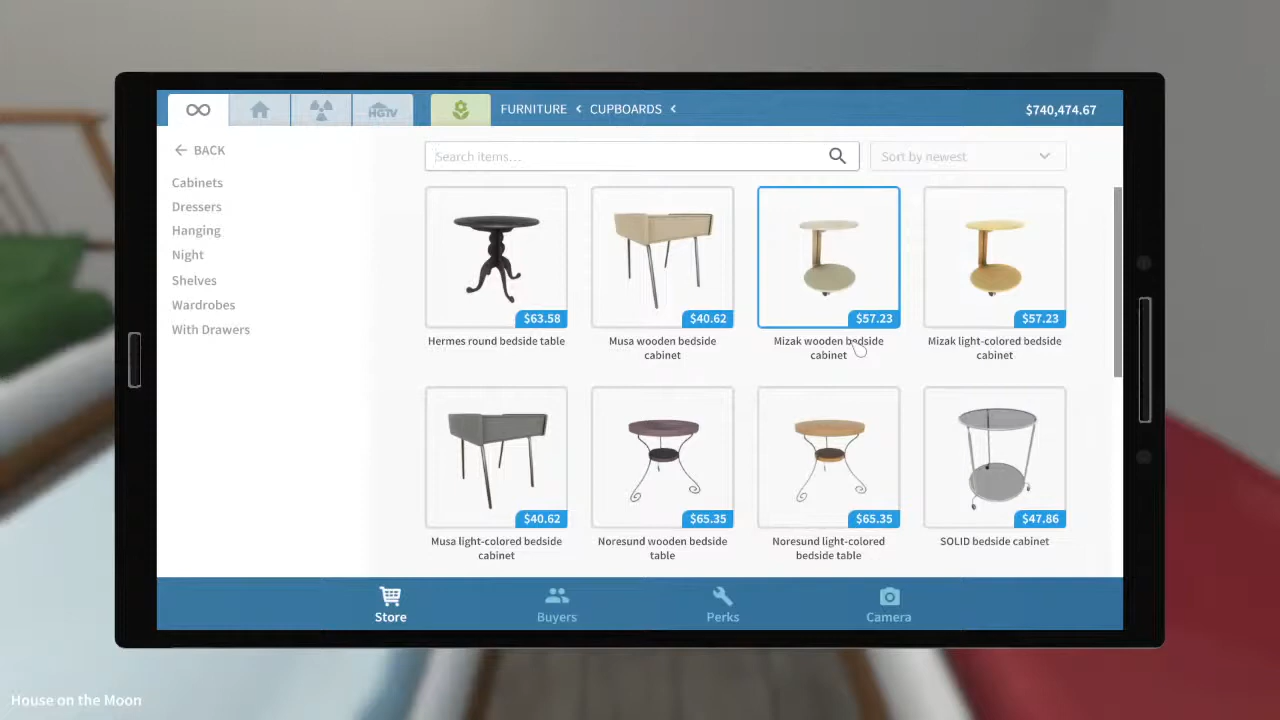 HGTV
FURNITURE < CUPBOARDS <
$740,474.67
BACK
Search items...
Sort by newest
Cabinets
Dressers
Hanging
Night
Shelves
Wardrobes
With Drawers
$63.58
$40.62
$57.23
$57.23
Hermes round bedside table
Musa wooden bedside
cabinet
Mizak wooden bedside
cabinet
Mizak light-colored bedside
cabinet
$40.62
$65.35
$65.35
$47.86
Musa light-colored bedside
cabinet
Noresund wooden bedside
table
Noresund light-colored
bedside table
SOLID bedside cabinet
Store
Buyers
Perks
Camera
House on the Moon